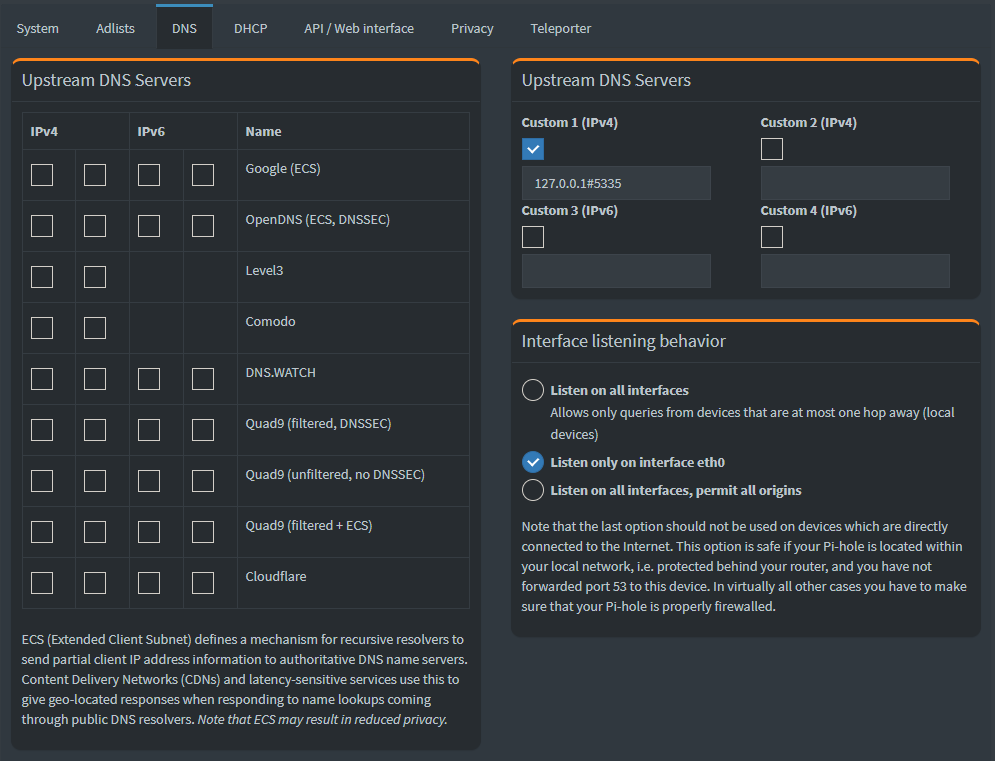 System Adlists DNS DHCP API / Web interface Privacy Teleporter
Upstream DNS Servers
IPv4 IPv6 Name
Google (ECS)
OpenDNS (ECS, DNSSEC)
Level3
Comodo
DNS.WATCH
Quad9 (filtered, DNSSEC)
Quad9 (unfiltered, no DNSSEC)
Quad9 (filtered + ECS)
Cloudflare
ECS (Extended Client Subnet) defines a mechanism for recursive resolvers to
send partial client IP address information to authoritative DNS name servers.
Content Delivery Networks (CDNs) and latency-sensitive services use this to
give geo-located responses when responding to name lookups coming
through public DNS resolvers. Note that ECS may result in reduced privacy.
Upstream DNS Servers
Custom 1 (IPv4) Custom 2 (IPv4)
127.0.0.1#5335
Custom 3 (IPv6) Custom 4 (IPv6)
Interface listening behavior
Listen on all interfaces
Allows only queries from devices that are at most one hop away (local
devices)
Listen only on interface eth0
Listen on all interfaces, permit all origins
Note that the last option should not be used on devices which are directly
connected to the Internet. This option is safe if your Pi-hole is located within
your local network, i.e. protected behind your router, and you have not
forwarded port 53 to this device. In virtually all other cases you have to make
sure that your Pi-hole is properly firewalled.